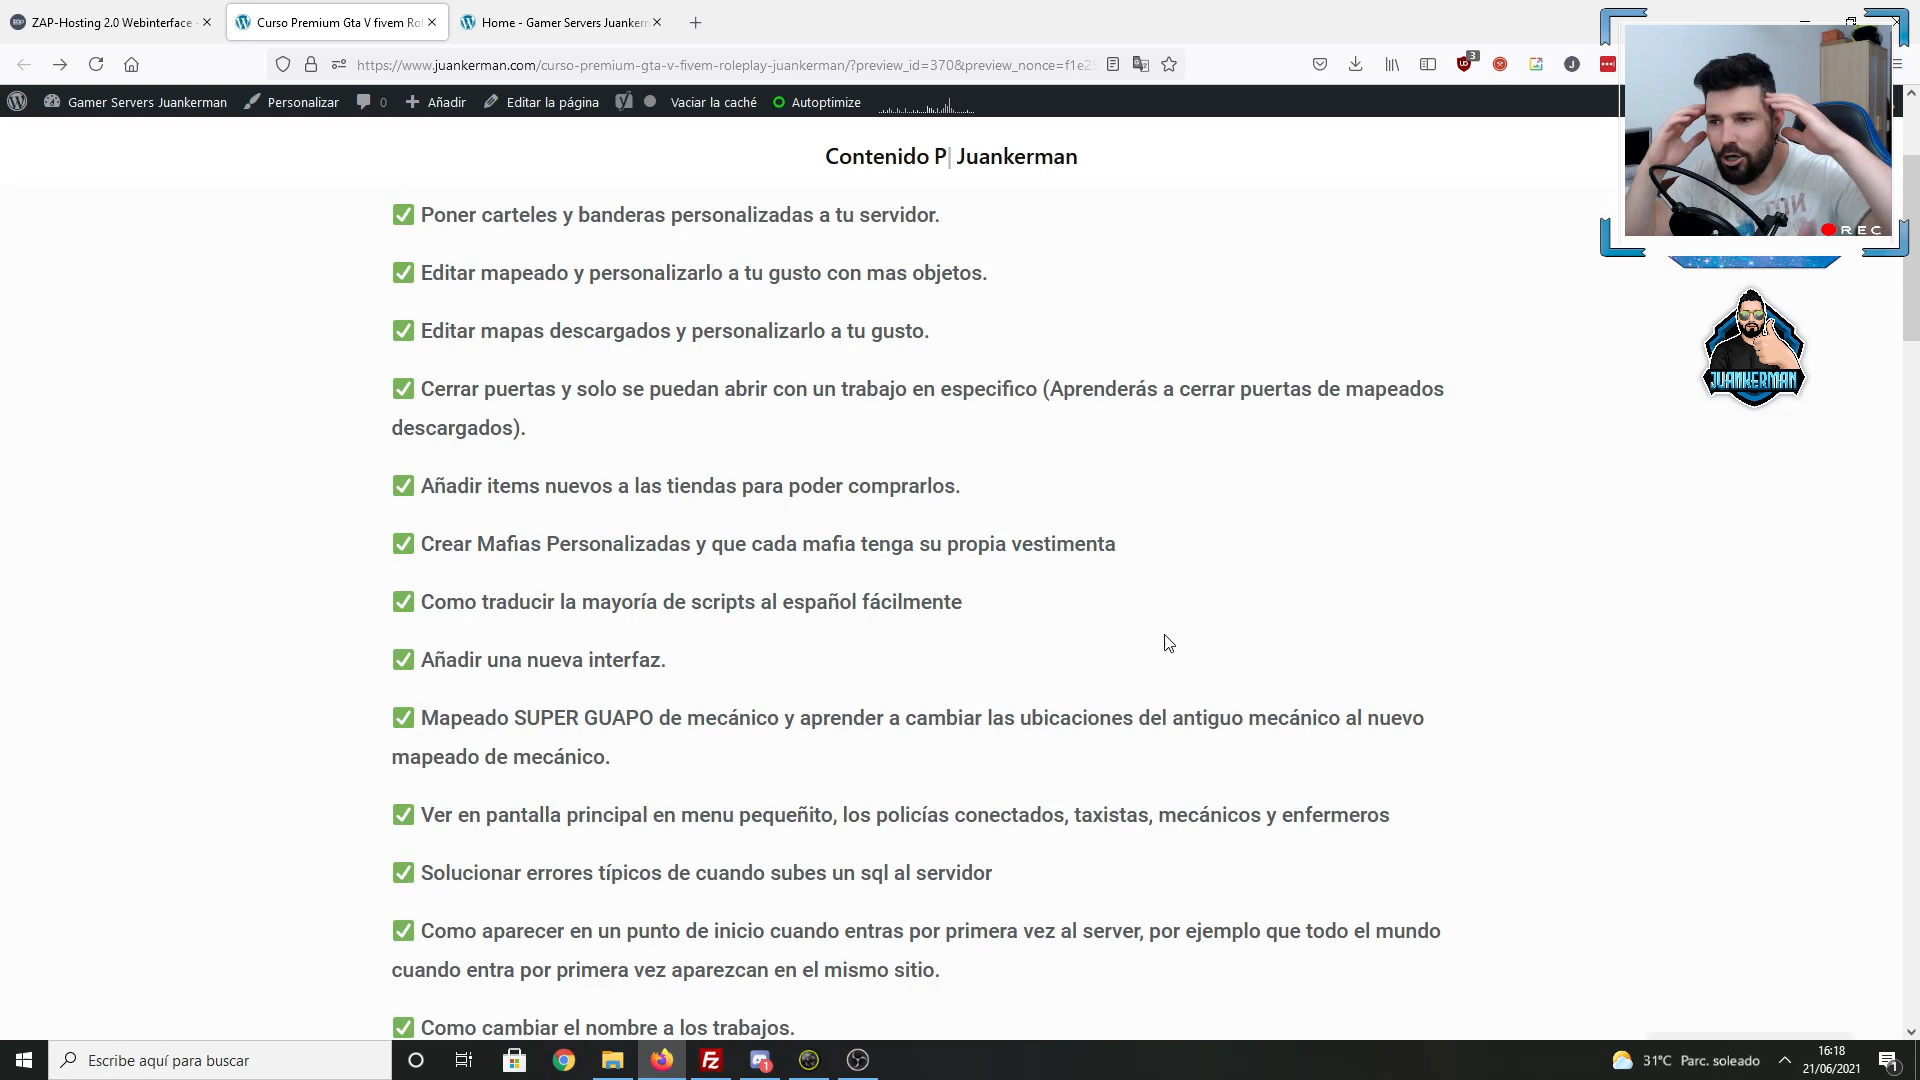 ZAP-Hosting 2.0 Webinterface -
Curso Premium Gta V fivem Rol
Home - Gamer Servers Juankerm
https://www.juankerman.com/curso-premium-gta-v-fivem-roleplay-juankerman/?preview_id=370&preview_nonce=f1e2
3
Gamer Servers Juankerman
Personalizar
0
Añadir
Editar la página
Vaciar la caché
Autoptimize
REC
JUANKERMAN
Contenido P| Juankerman
✅ Poner carteles y banderas personalizadas a tu servidor.
✅ Editar mapeado y personalizarlo a tu gusto con mas objetos.
✅ Editar mapas descargados y personalizarlo a tu gusto.
✅ Cerrar puertas y solo se puedan abrir con un trabajo en especifico (Aprenderás a cerrar puertas de mapeados
descargados).
✅ Añadir items nuevos a las tiendas para poder comprarlos.
✅ Crear Mafias Personalizadas y que cada mafia tenga su propia vestimenta
✅ Como traducir la mayoría de scripts al español fácilmente
✅ Añadir una nueva interfaz.
✅ Mapeado SUPER GUAPO de mecánico y aprender a cambiar las ubicaciones del antiguo mecánico al nuevo
mapeado de mecánico.
✅ Ver en pantalla principal en menu pequeñito, los policías conectados, taxistas, mecánicos y enfermeros
✅ Solucionar errores típicos de cuando subes un sql al servidor
✅ Como aparecer en un punto de inicio cuando entras por primera vez al server, por ejemplo que todo el mundo
cuando entra por primera vez aparezcan en el mismo sitio.
✅ Como cambiar el nombre a los trabajos.
Escribe aquí para buscar
1
31°C Parc. soleado
16:18
21/06/2021
1